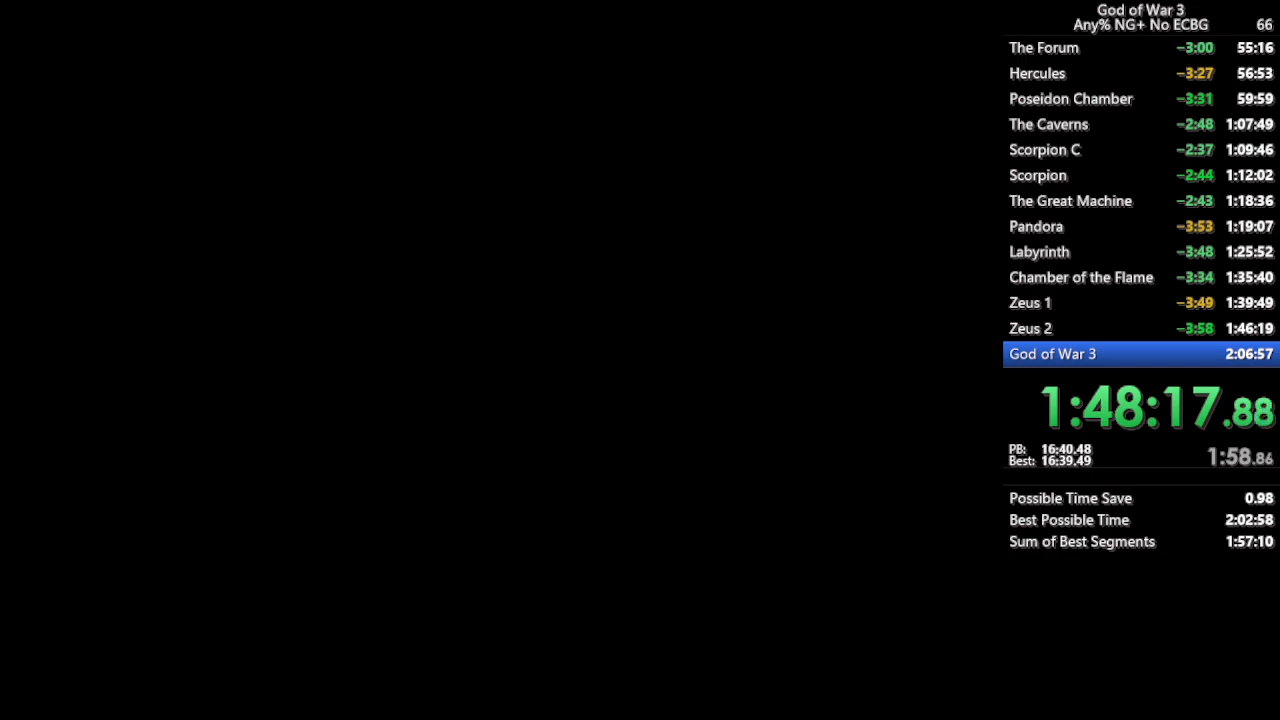 God of War 3
Any% NG+ No ECBG 66
The Forum −3:00 55:16
Hercules −3:27 56:53
Poseidon Chamber −3:31 59:59
The Caverns −2:48 1:07:49
Scorpion C −2:37 1:09:46
Scorpion −2:44 1:12:02
The Great Machine −2:43 1:18:36
Pandora −3:53 1:19:07
Labyrinth −3:48 1:25:52
Chamber of the Flame −3:34 1:35:40
Zeus 1 −3:49 1:39:49
Zeus 2 −3:58 1:46:19
God of War 3 2:06:57
1:48:17.88
PB: 16:40.48
Best: 16:39.49
1:58.86
Possible Time Save 0.98
Best Possible Time 2:02:58
Sum of Best Segments 1:57:10